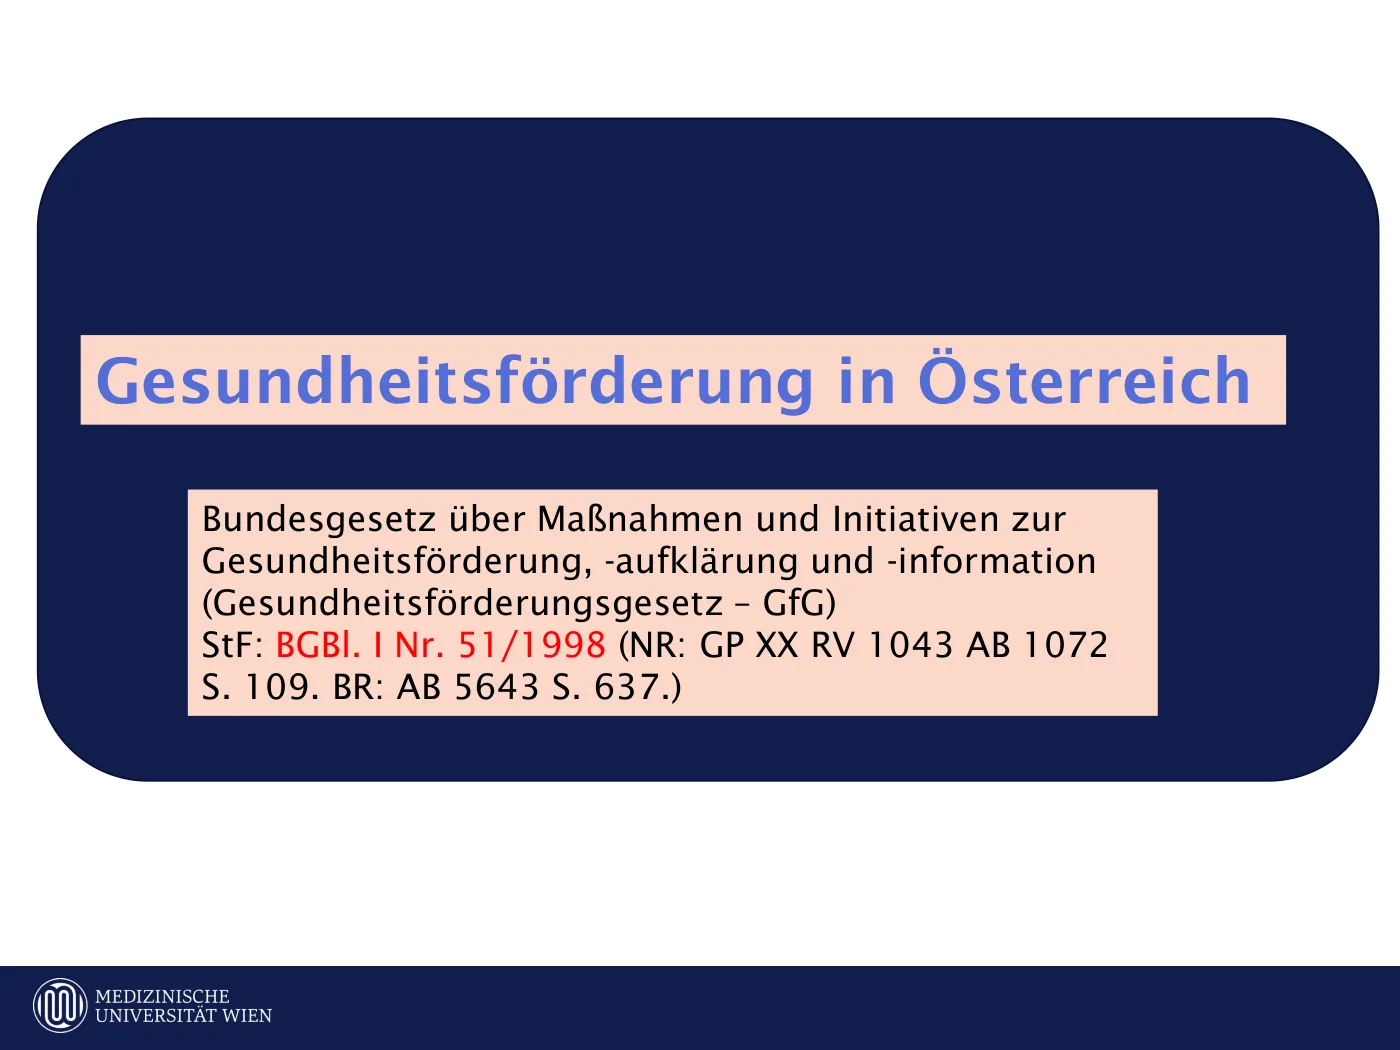 Gesundheitsförderung in Österreich
Bundesgesetz über Maßnahmen und Initiativen zur
Gesundheitsförderung, -aufklärung und -information
(Gesundheitsförderungsgesetz – GfG)
StF: BGBl. I Nr. 51/1998 (NR: GP XX RV 1043 AB 1072
S. 109. BR: AB 5643 S. 637.)
MEDIZINISCHE
UNIVERSITÄT WIEN